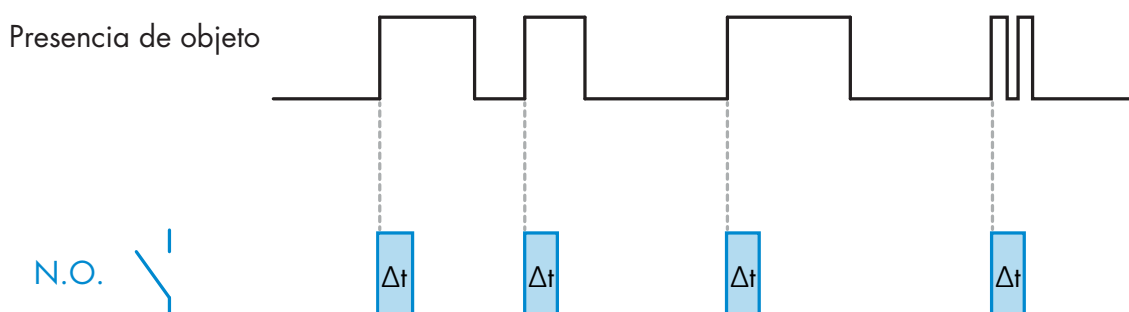 Presencia de objeto
N.O.
Δt Δt Δt Δt